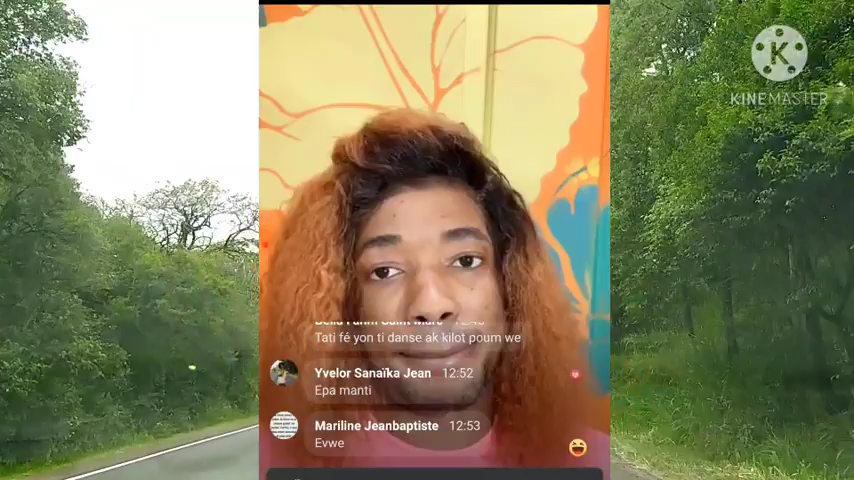 KINEMASTER
Tati fé yon ti danse ak kilot poum we
Yvelor Sanaïka Jean 12:52
Epa manti
Mariline Jeanbaptiste 12:53
Evwe